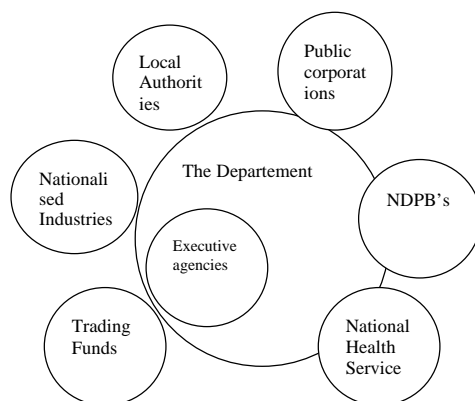 Local
Authorit
ies
Public
corporat
ions
The Departement
Nationali
sed
Industries
NDPB's
Executive
agencies
Trading
Funds
National
Health
Service